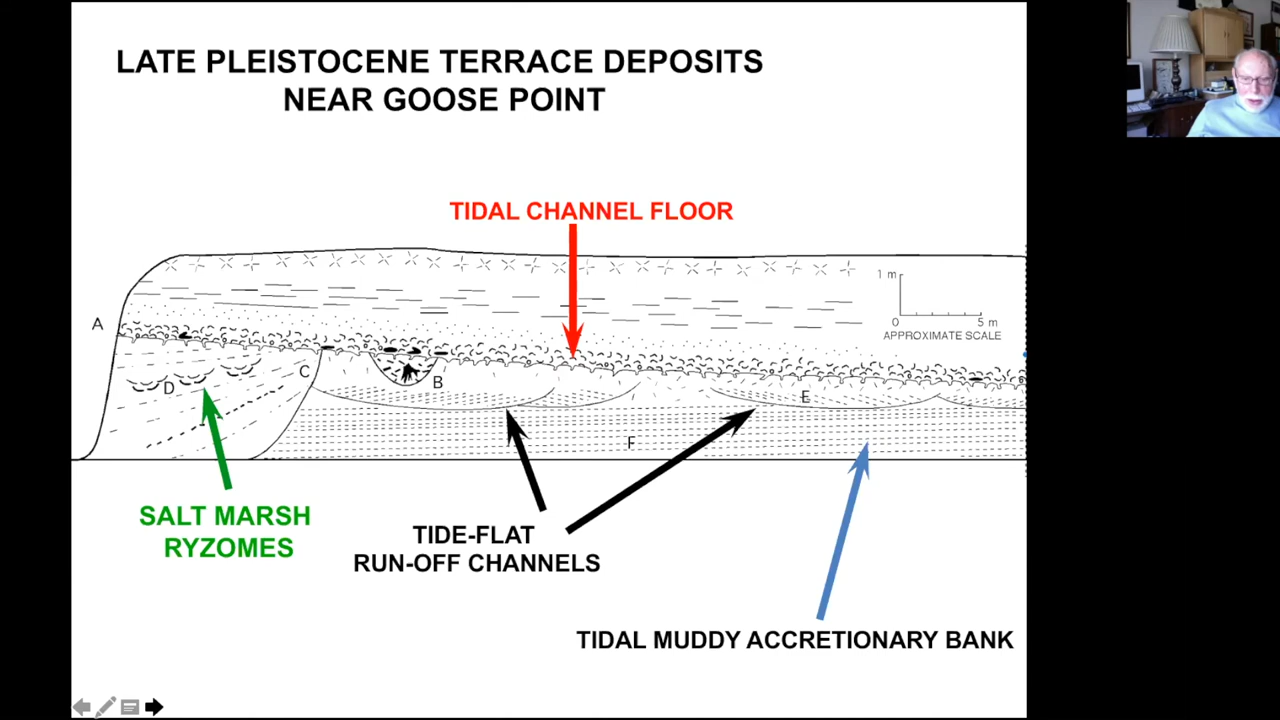 LATE PLEISTOCENE TERRACE DEPOSITS
NEAR GOOSE POINT
TIDAL CHANNEL FLOOR
1 m
0
5 m
APPROXIMATE SCALE
A
B
C
D
E
F
SALT MARSH
RYZOMES
TIDE-FLAT
RUN-OFF CHANNELS
TIDAL MUDDY ACCRETIONARY BANK